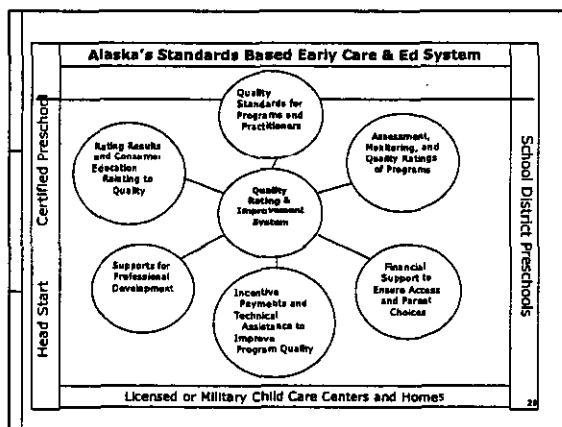 Alaska's Standards Based Early Care & Ed System
Quality
Standards for
Programs and
Practitioners
Rating Results
and Consumer
Education
Relating to
Quality
Assessment,
Monitoring, and
Quality Ratings
of Programs
Quality
Rating &
Improvement
System
Supports for
Professional
Development
Incentive
Payments and
Technical
Assistance to
Improve
Program Quality
Financial
Support to
Ensure Access
and Parent
Choices
Head Start Certified Preschool
School District Preschools
Licensed or Military Child Care Centers and Homes